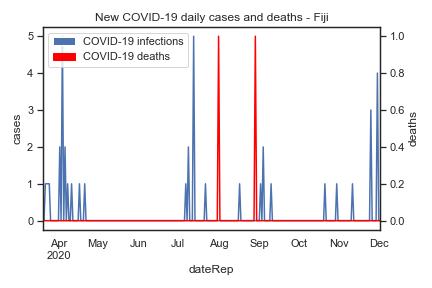 New COVID-19 daily cases and deaths - Fiji
COVID-19 infections
COVID-19 deaths
cases
5
4
3
2
1
0
deaths
1.0
0.8
0.6
0.4
0.2
0.0
Apr May Jun Jul Aug Sep Oct Nov Dec
2020
dateRep